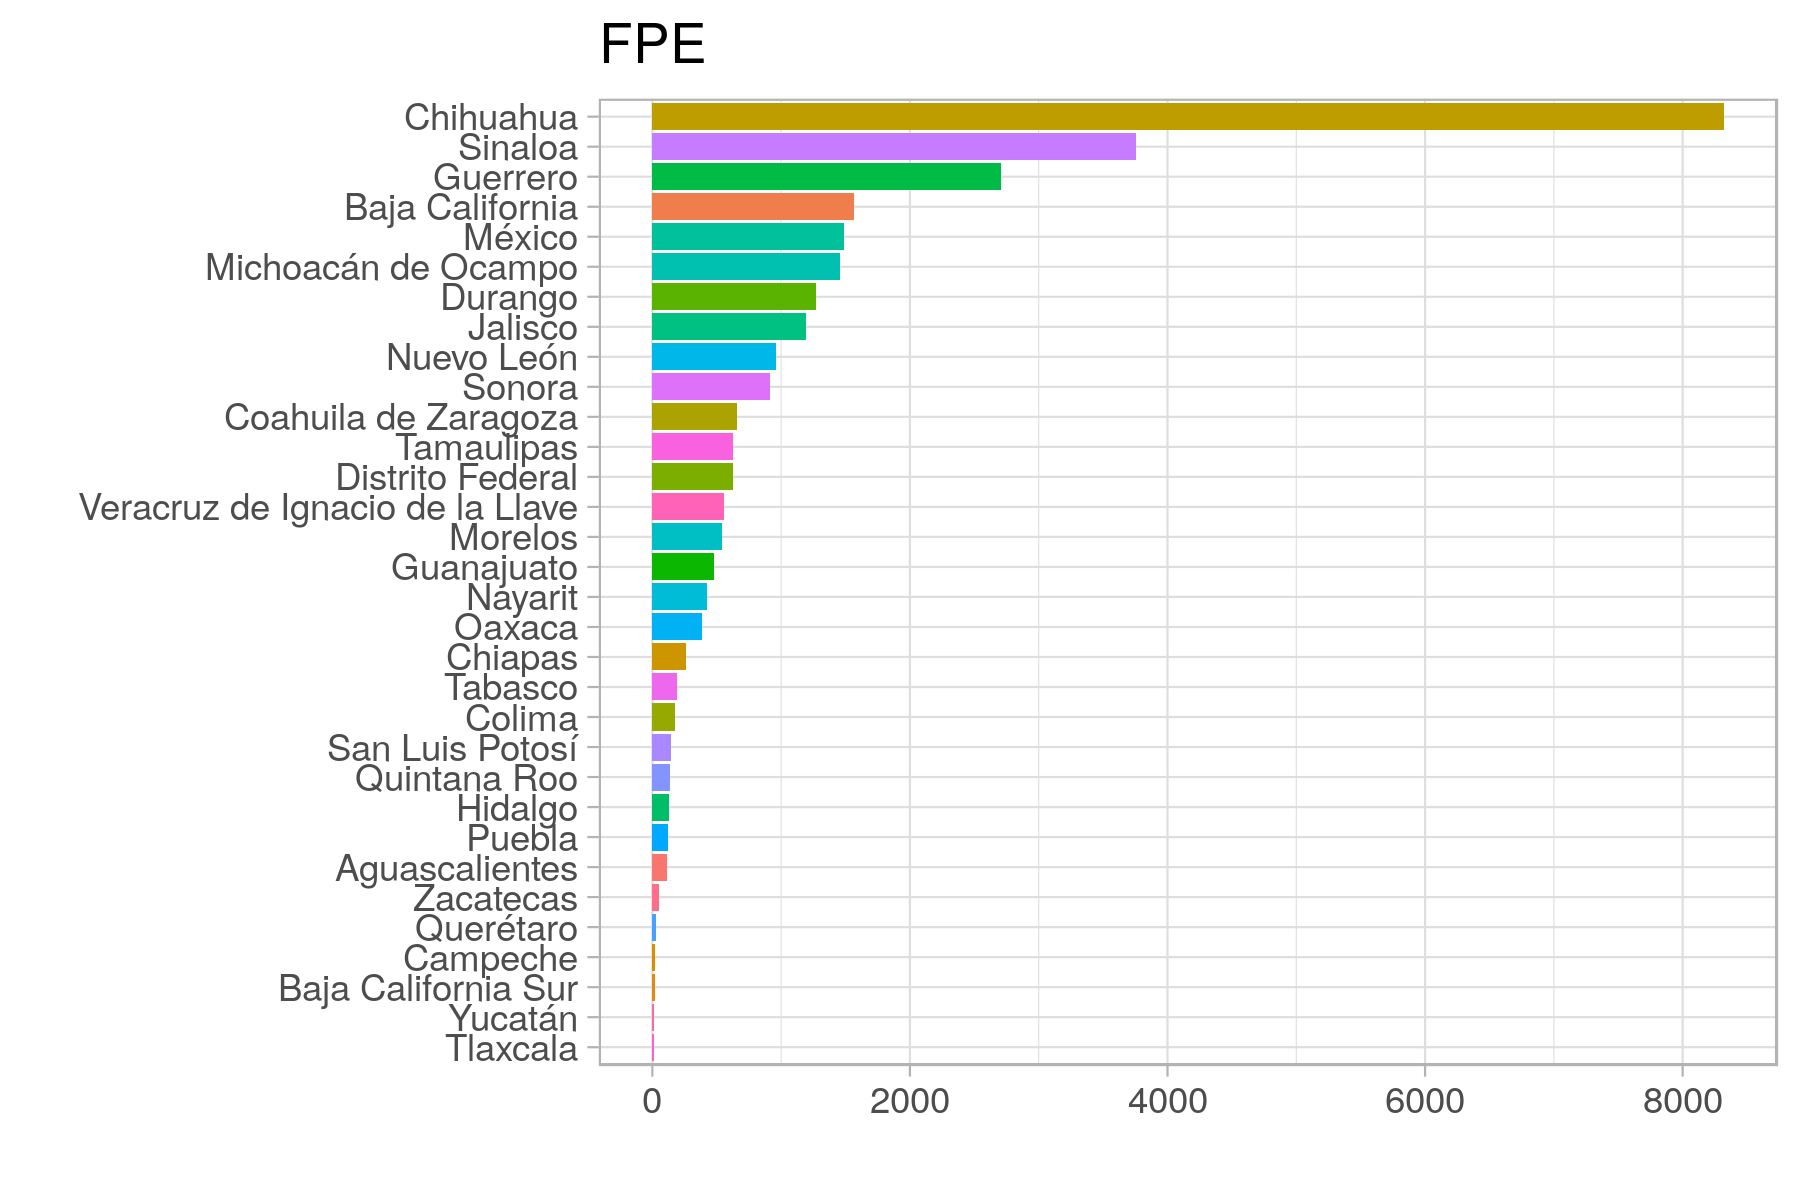 FPE
Chihuahua
Sinaloa
Guerrero
Baja California
México
Michoacán de Ocampo
Durango
Jalisco
Nuevo León
Sonora
Coahuila de Zaragoza
Tamaulipas
Distrito Federal
Veracruz de Ignacio de la Llave
Morelos
Guanajuato
Nayarit
Oaxaca
Chiapas
Tabasco
Colima
San Luis Potosí
Quintana Roo
Hidalgo
Puebla
Aguascalientes
Zacatecas
Querétaro
Campeche
Baja California Sur
Yucatán
Tlaxcala
0 2000 4000 6000 8000